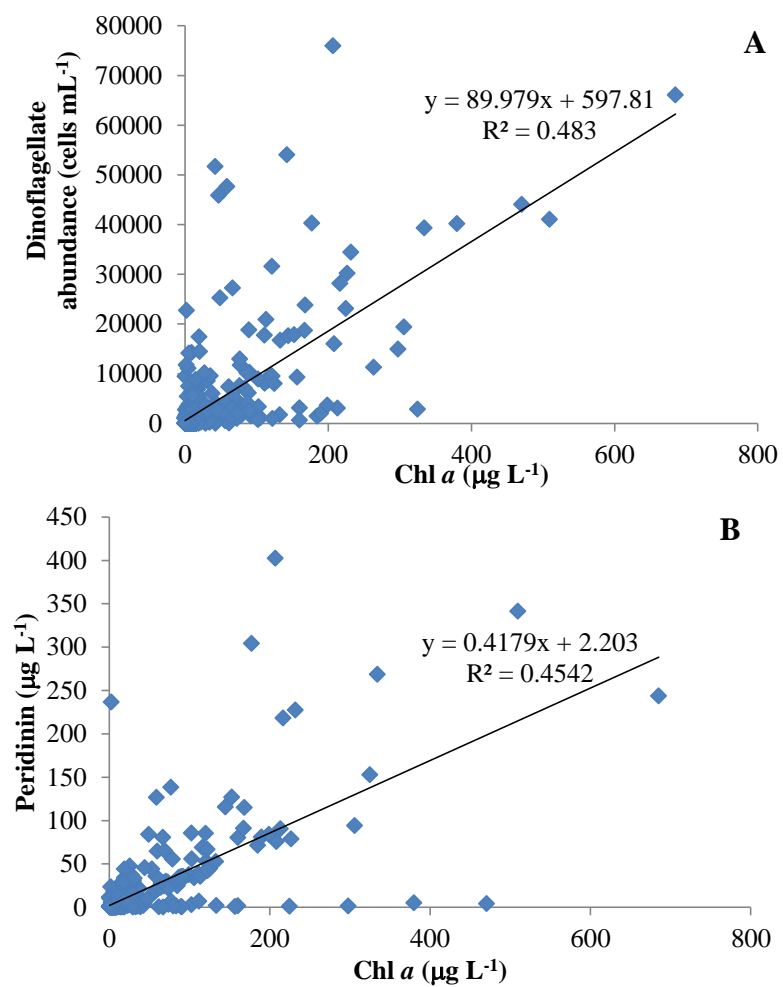 A
80000
70000
60000
50000
40000
30000
20000
10000
0
Dinoflagellate
abundance (cells mL⁻¹)
y = 89.979x + 597.81
R² = 0.483
0 200 400 600 800
Chl a (µg L⁻¹)
B
450
400
350
300
250
200
150
100
50
0
Peridinin (µg L⁻¹)
y = 0.4179x + 2.203
R² = 0.4542
0 200 400 600 800
Chl a (µg L⁻¹)